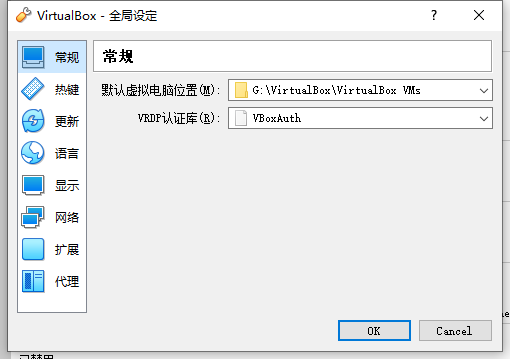 VirtualBox - 全局设定
常规
热键
更新
语言
显示
网络
扩展
代理
常规
默认虚拟电脑位置(M): G:\VirtualBox\VirtualBox VMs
VRDP认证库(R): VBoxAuth
OK Cancel